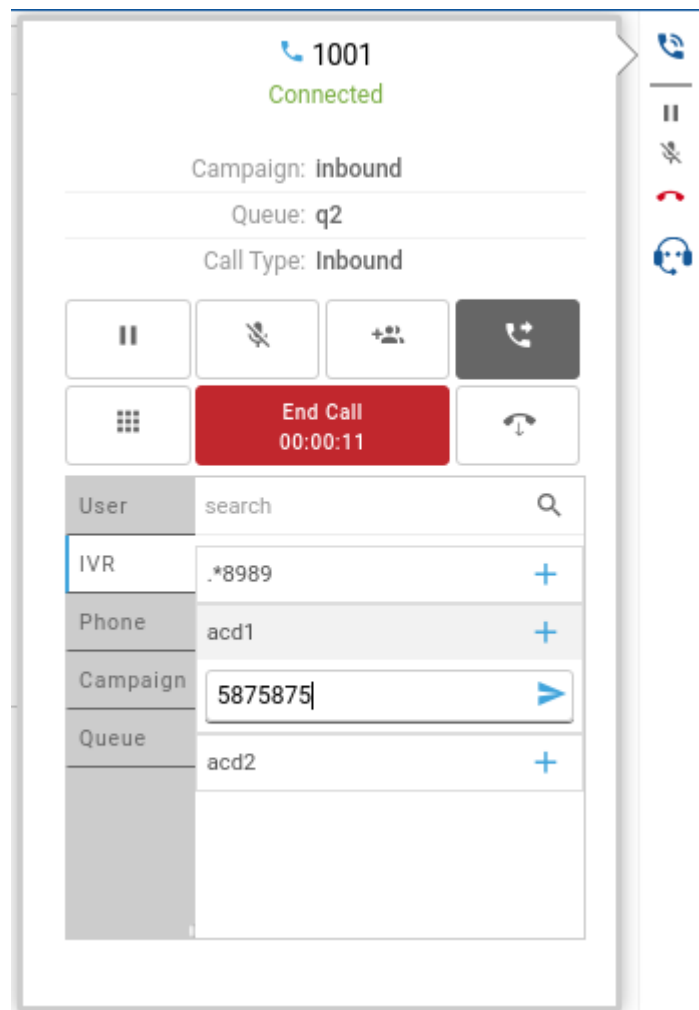 1001
Connected
Campaign: inbound
Queue: q2
Call Type: Inbound
End Call
00:00:11
User
search
IVR
.*8989
Phone
acd1
Campaign
5875875
Queue
acd2